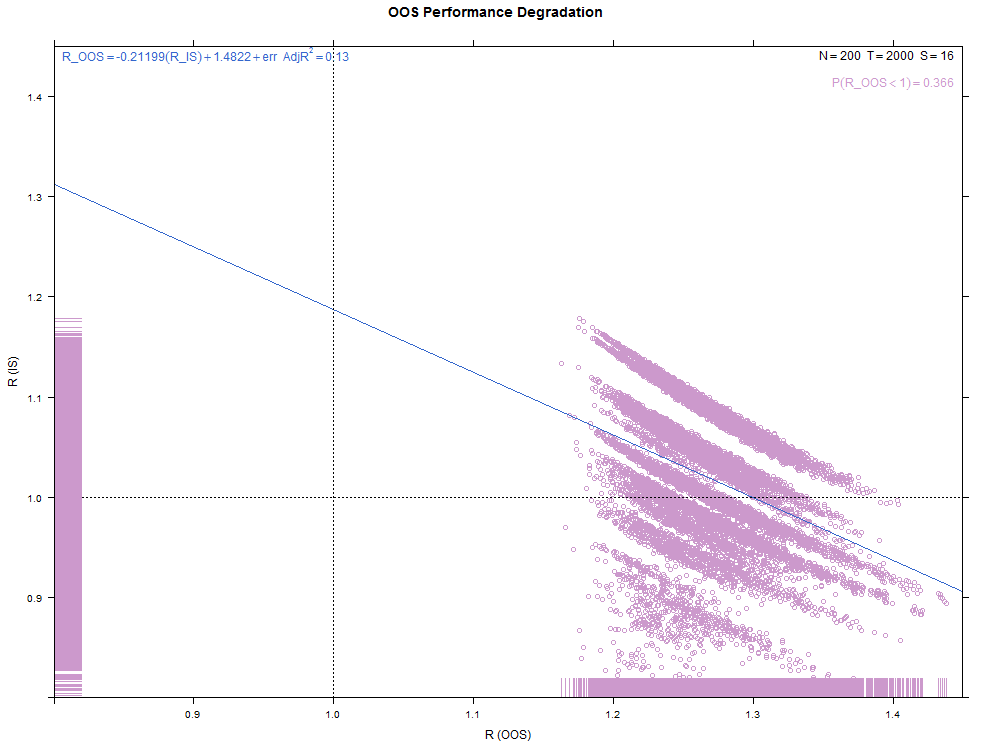 OOS Performance Degradation
R_OOS = -0.21199(R_IS) + 1.4822 + err AdjR² = 0.13
N = 200 T = 2000 S = 16
P(R_OOS < 1) = 0.366
1.4
1.3
1.2
1.1
1.0
0.9
R (IS)
0.9 1.0 1.1 1.2 1.3 1.4
R (OOS)